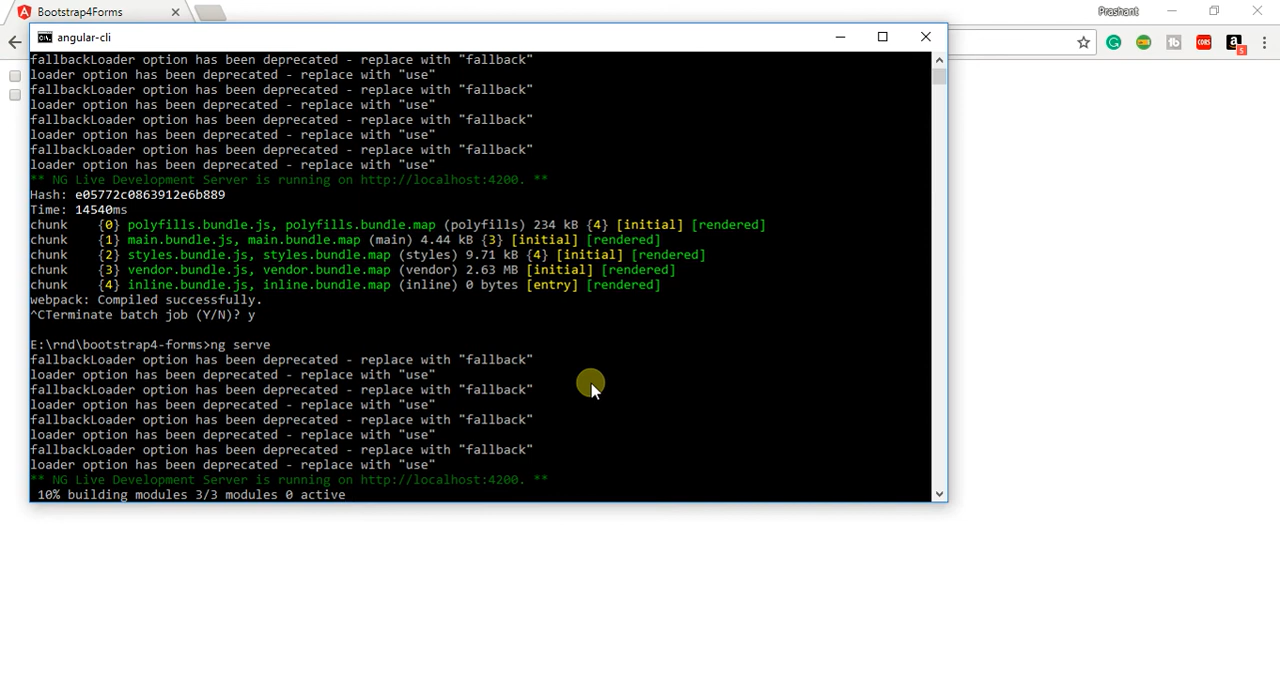 Bootstrap4Forms
Prashant
angular-cli
CORS
1b
a
5
fallbackLoader option has been deprecated - replace with "fallback"
loader option has been deprecated - replace with "use"
fallbackLoader option has been deprecated - replace with "fallback"
loader option has been deprecated - replace with "use"
fallbackLoader option has been deprecated - replace with "fallback"
loader option has been deprecated - replace with "use"
fallbackLoader option has been deprecated - replace with "fallback"
loader option has been deprecated - replace with "use"
** NG Live Development Server is running on http://localhost:4200. **
Hash: e05772c0863912e6b889
Time: 14540ms
chunk    {0} polyfills.bundle.js, polyfills.bundle.map (polyfills) 234 kB {4} [initial] [rendered]
chunk    {1} main.bundle.js, main.bundle.map (main) 4.44 kB {3} [initial] [rendered]
chunk    {2} styles.bundle.js, styles.bundle.map (styles) 9.71 kB {4} [initial] [rendered]
chunk    {3} vendor.bundle.js, vendor.bundle.map (vendor) 2.63 MB [initial] [rendered]
chunk    {4} inline.bundle.js, inline.bundle.map (inline) 0 bytes [entry] [rendered]
webpack: Compiled successfully.
^CTerminate batch job (Y/N)? y
E:\rnd\bootstrap4-forms>ng serve
fallbackLoader option has been deprecated - replace with "fallback"
loader option has been deprecated - replace with "use"
fallbackLoader option has been deprecated - replace with "fallback"
loader option has been deprecated - replace with "use"
fallbackLoader option has been deprecated - replace with "fallback"
loader option has been deprecated - replace with "use"
fallbackLoader option has been deprecated - replace with "fallback"
loader option has been deprecated - replace with "use"
** NG Live Development Server is running on http://localhost:4200. **
10% building modules 3/3 modules 0 active